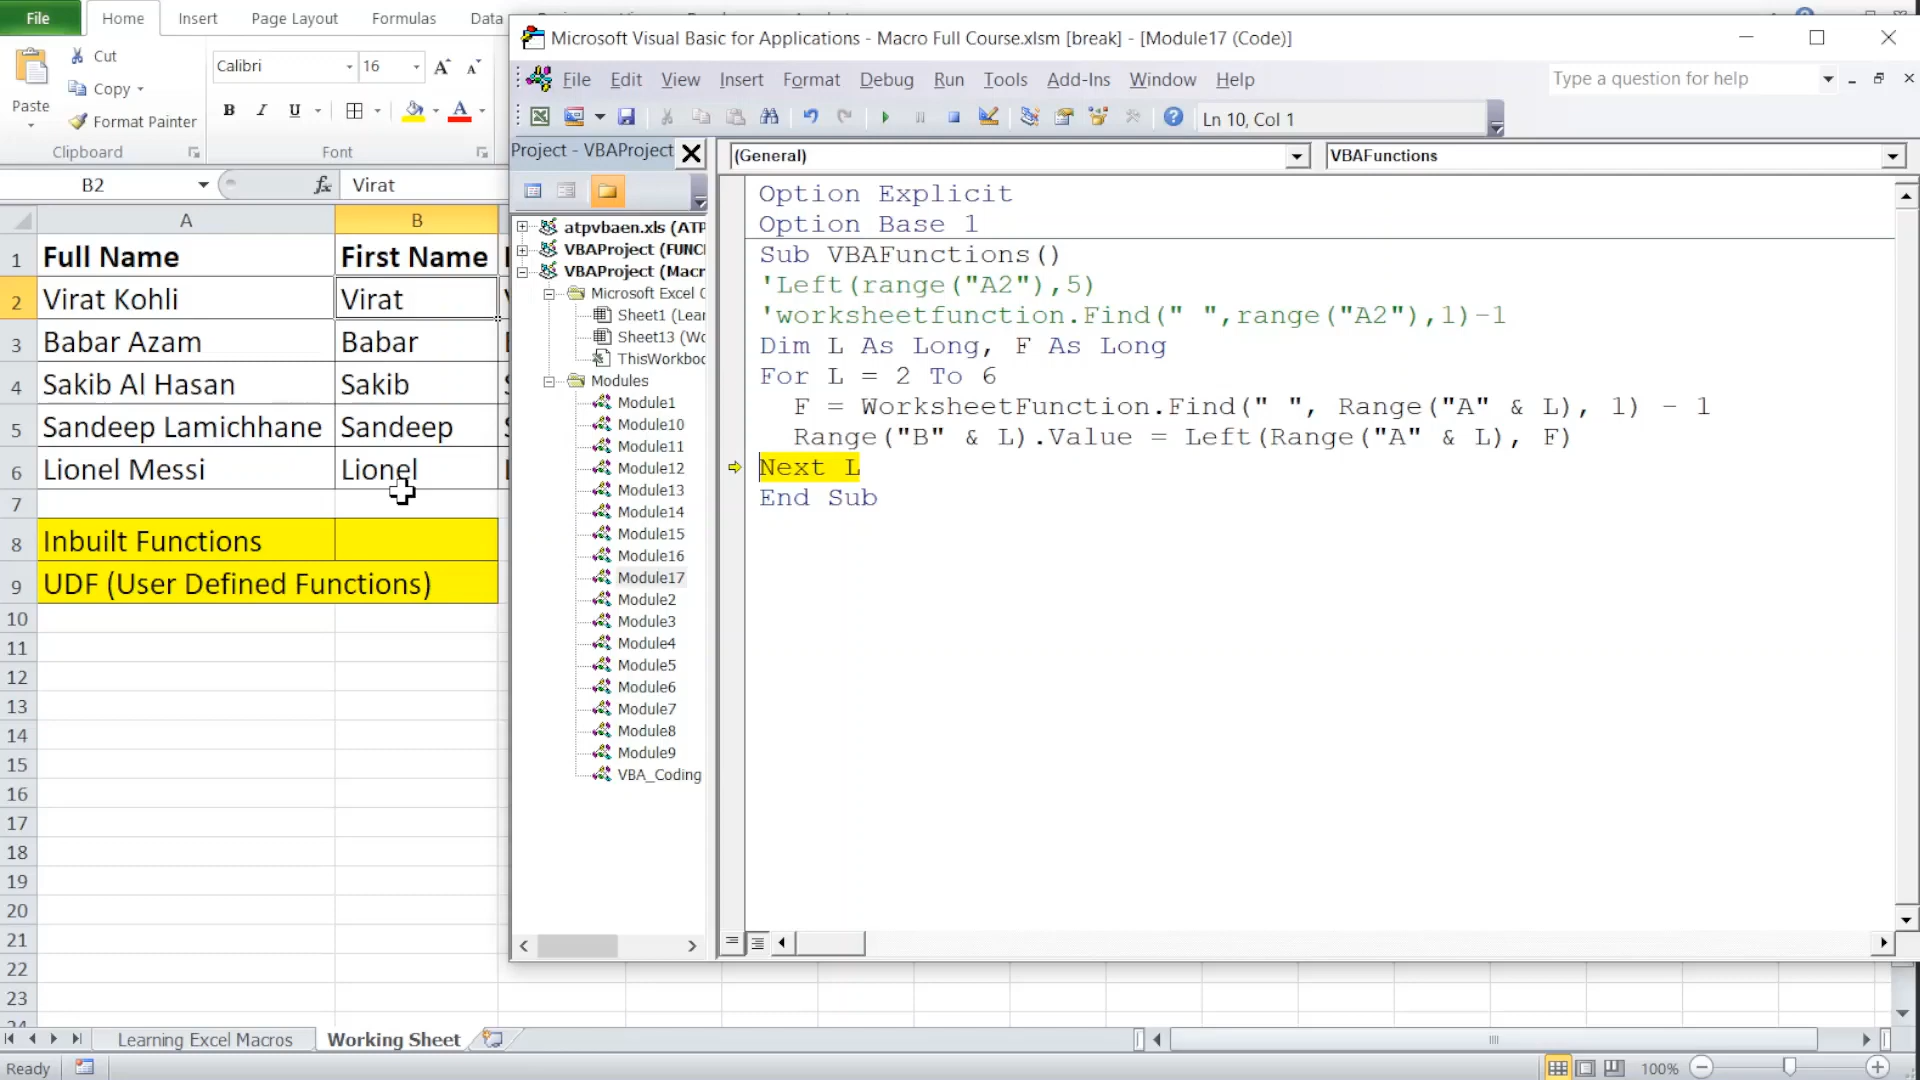 File Home Insert Page Layout Formulas Data
Cut
Copy
Format Painter
Paste
Clipboard
Calibri 16
B I U A
Font
B2 fx Virat
A B
1 Full Name First Name
2 Virat Kohli Virat
3 Babar Azam Babar
4 Sakib Al Hasan Sakib
5 Sandeep Lamichhane Sandeep
6 Lionel Messi Lionel
7
8 Inbuilt Functions
9 UDF (User Defined Functions)
10
11
12
13
14
15
16
17
18
19
20
21
22
23
24
Learning Excel Macros Working Sheet
Ready
100%
Microsoft Visual Basic for Applications - Macro Full Course.xlsm [break] - [Module17 (Code)]
File Edit View Insert Format Debug Run Tools Add-Ins Window Help
Type a question for help
Ln 10, Col 1
Project - VBAProject
atpvbaen.xls (ATP
VBAProject (FUNC
VBAProject (Macr
Microsoft Excel O
Sheet1 (Lear
Sheet13 (Wo
ThisWorkboo
Modules
Module1
Module10
Module11
Module12
Module13
Module14
Module15
Module16
Module17
Module2
Module3
Module4
Module5
Module6
Module7
Module8
Module9
VBA_Coding
(General) VBAFunctions
Option Explicit
Option Base 1
Sub VBAFunctions()
'Left(range("A2"),5)
'worksheetfunction.Find(" ",range("A2"),1)-1
Dim L As Long, F As Long
For L = 2 To 6
F = WorksheetFunction.Find(" ", Range("A" & L), 1) - 1
Range("B" & L).Value = Left(Range("A" & L), F)
Next L
End Sub